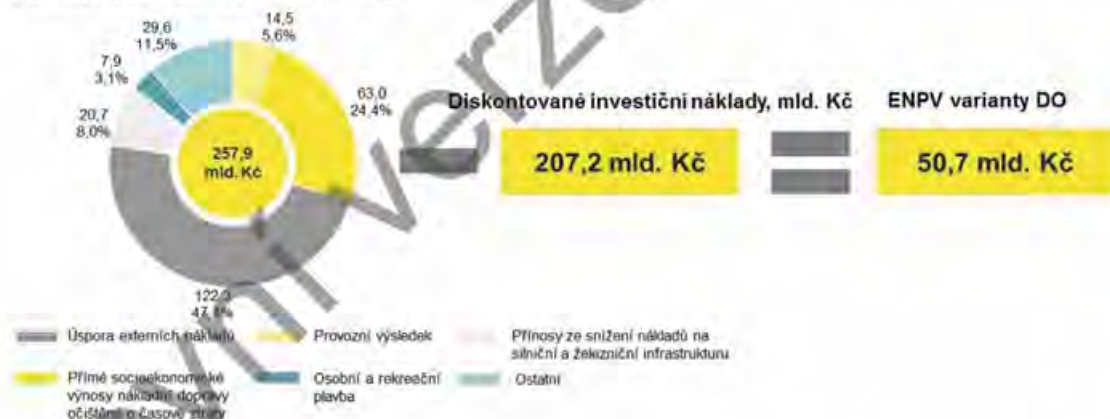 14,5
5,6%
29,6
11,5%
7,9
3,1%
20,7
8,0%
63,0
24,4%
257,9
mld. Kč
Diskontované investiční náklady, mld. Kč
207,2 mld. Kč
ENPV varianty DO
50,7 mld. Kč
Úspora externích nákladů
Provozní výsledek
Přínosy ze snížení nákladů na
silniční a železniční infrastrukturu
Přímé socioekonomické
výnosy nákladní dopravy
očištěné o časové ztráty
Osobní a rekreační
plavba
Ostatní